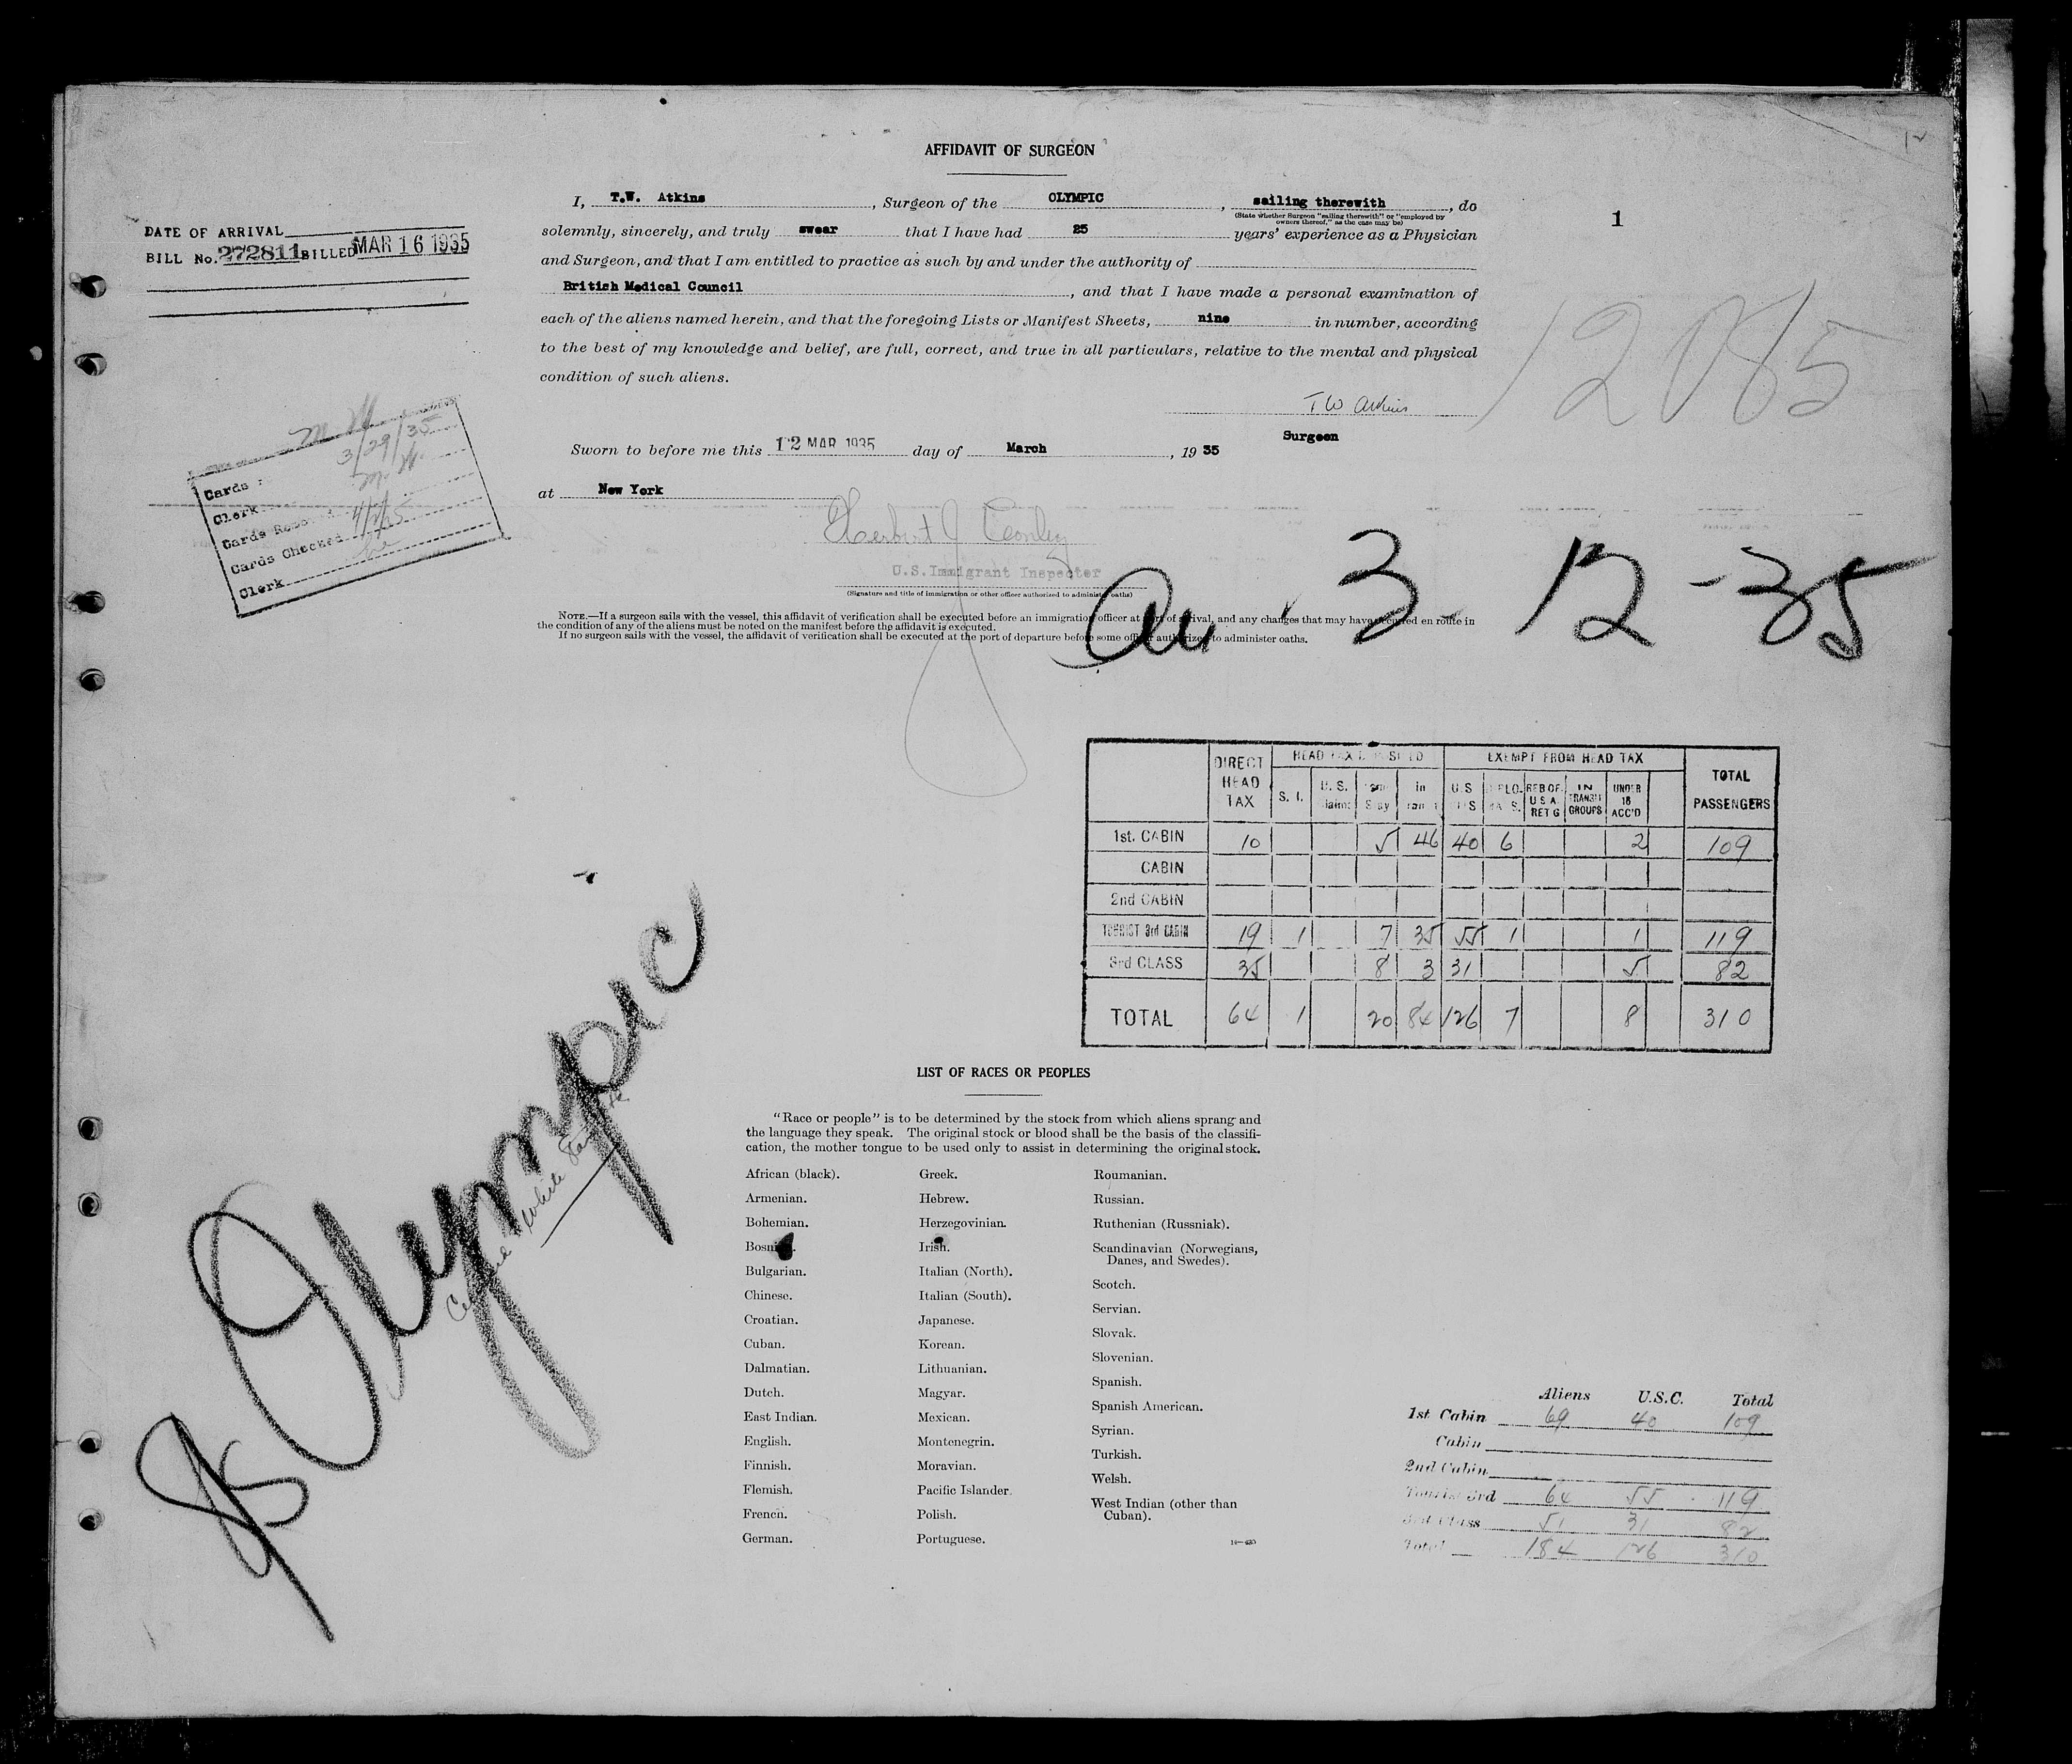 AFFIDAVIT OF SURGEON
I, T.W. Atkins, Surgeon of the OLYMPIC, sailing therewith, do
(State whether Surgeon "sailing therewith" or "employed by
owners thereof," as the case may be)
1
solemnly, sincerely, and truly swear that I have had 25 years' experience as a Physician
and Surgeon, and that I am entitled to practice as such by and under the authority of
British Medical Council, and that I have made a personal examination of
each of the aliens named herein, and that the foregoing Lists or Manifest Sheets, nine in number, according
to the best of my knowledge and belief, are full, correct, and true in all particulars, relative to the mental and physical
condition of such aliens.
DATE OF ARRIVAL
BILL No. 272811 BILLED MAR 16 1935
TW Atkins
Surgeon
Sworn to before me this 12 MAR 1935 day of March, 1935
at New York
Herbert J
U.S. Immigrant Inspector
(Signature and title of immigration or other officer authorized to administer oaths)
Cards
3/29/35
Clerk
Cards
Cards Checked
Clerk
3 12-35
NOTE.—If a surgeon sails with the vessel, this affidavit of verification shall be executed before an immigration officer at port of arrival, and any changes that may have occurred en route in
the condition of any of the aliens must be noted on the manifest before the affidavit is executed.
If no surgeon sails with the vessel, the affidavit of verification shall be executed at the port of departure before some officer authorized to administer oaths.
DIRECT HEAD TAX
HEAD TAX
EXEMPT FROM HEAD TAX
TOTAL PASSENGERS
S. I. U. S. in U S IN TRANSIT GROUPS UNDER 16 ACC'D
1st. CABIN 10 5 46 40 6 2 109
CABIN
2nd CABIN
TOURIST 3rd CABIN 19 1 7 35 55 1 1 119
3rd CLASS 35 8 3 31 5 82
TOTAL 64 1 20 84 126 7 8 310
SS Olympic
White Star
LIST OF RACES OR PEOPLES
"Race or people" is to be determined by the stock from which aliens sprang and
the language they speak. The original stock or blood shall be the basis of the classifi-
cation, the mother tongue to be used only to assist in determining the original stock.
African (black).
Armenian.
Bohemian.
Bosnian.
Bulgarian.
Chinese.
Croatian.
Cuban.
Dalmatian.
Dutch.
East Indian.
English.
Finnish.
Flemish.
French.
German.
Greek.
Hebrew.
Herzegovinian.
Irish.
Italian (North).
Italian (South).
Japanese.
Korean.
Lithuanian.
Magyar.
Mexican.
Montenegrin.
Moravian.
Pacific Islander.
Polish.
Portuguese.
Roumanian.
Russian.
Ruthenian (Russniak).
Scandinavian (Norwegians,
Danes, and Swedes).
Scotch.
Servian.
Slovak.
Slovenian.
Spanish.
Spanish American.
Syrian.
Turkish.
Welsh.
West Indian (other than
Cuban).
Aliens U.S.C. Total
1st Cabin 69 40 109
Cabin
2nd Cabin
Tourist 3rd 64 55 119
3rd Class 51 31 82
Total 184 126 310